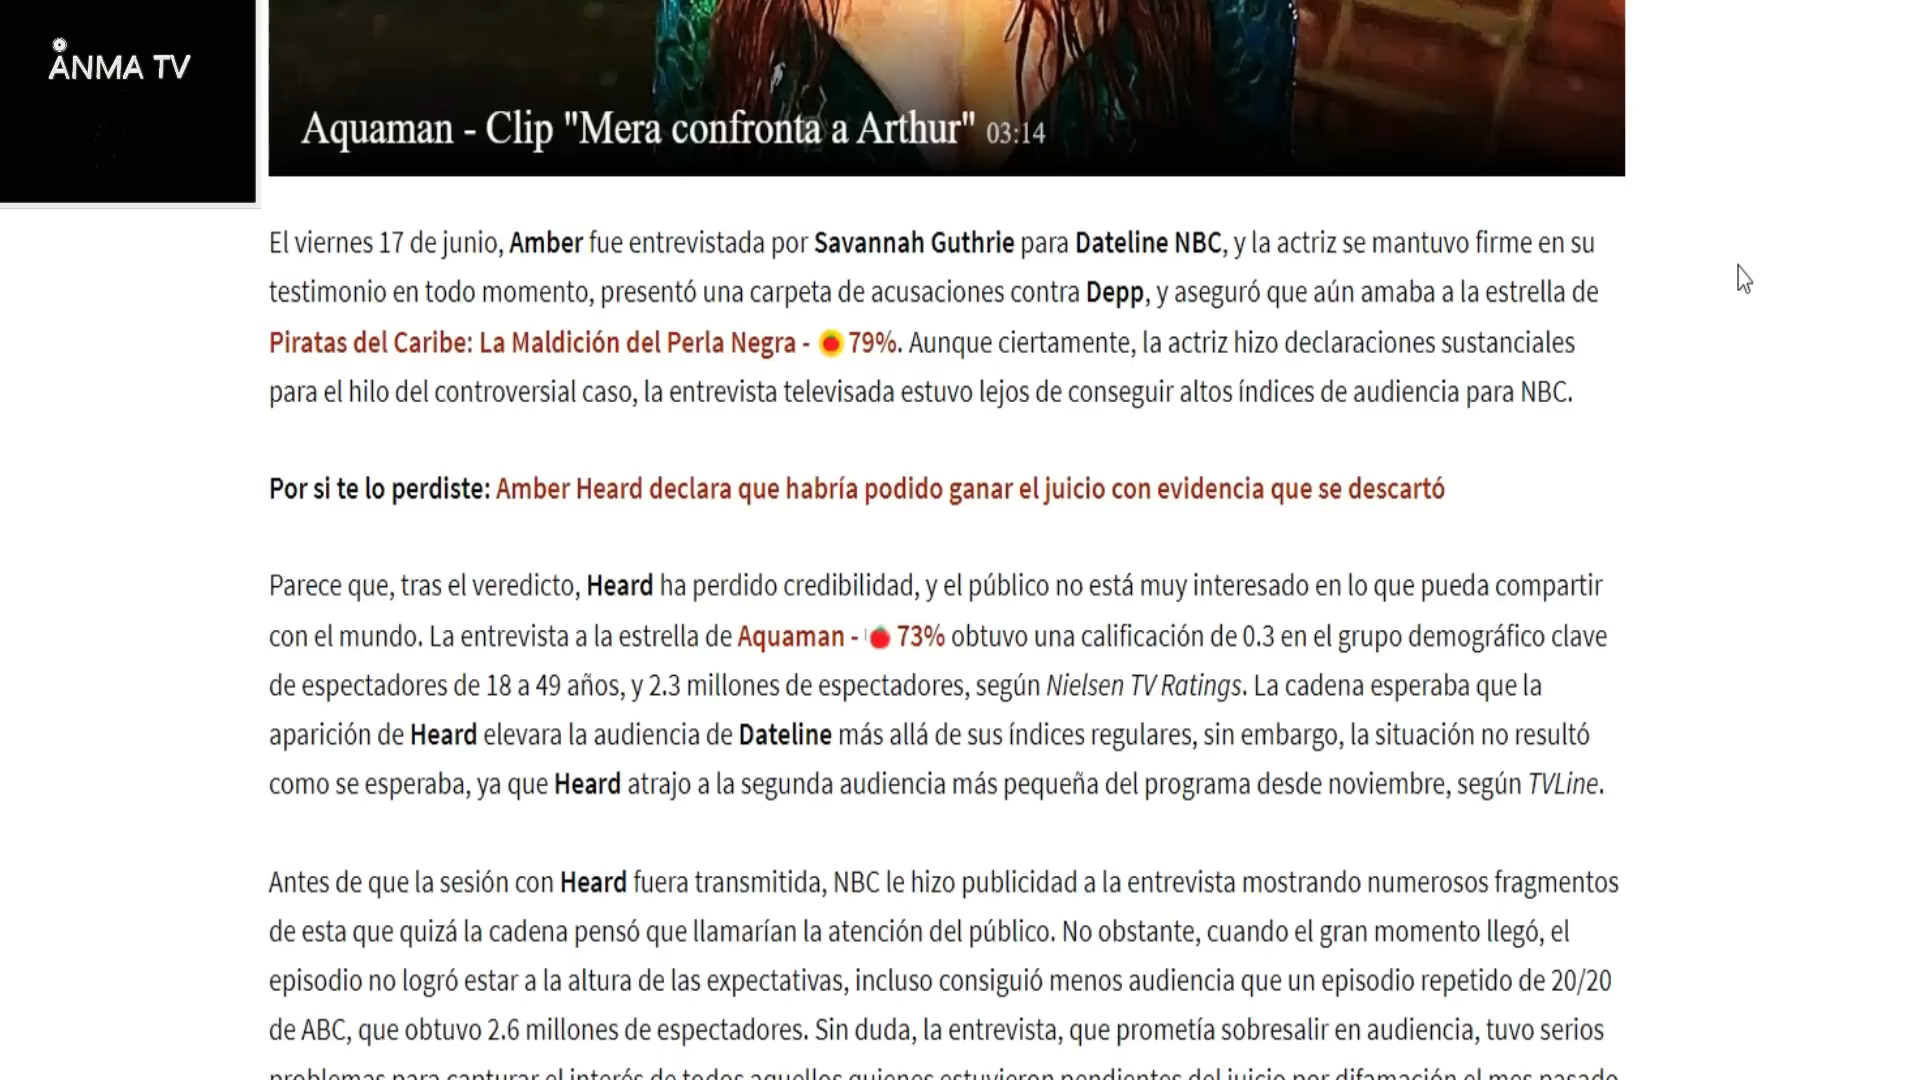 ANMA TV
Aquaman - Clip "Mera confronta a Arthur" 03:14
El viernes 17 de junio, Amber fue entrevistada por Savannah Guthrie para Dateline NBC, y la actriz se mantuvo firme en su
testimonio en todo momento, presentó una carpeta de acusaciones contra Depp, y aseguró que aún amaba a la estrella de
Piratas del Caribe: La Maldición del Perla Negra - 79%. Aunque ciertamente, la actriz hizo declaraciones sustanciales
para el hilo del controversial caso, la entrevista televisada estuvo lejos de conseguir altos índices de audiencia para NBC.
Por si te lo perdiste: Amber Heard declara que habría podido ganar el juicio con evidencia que se descartó
Parece que, tras el veredicto, Heard ha perdido credibilidad, y el público no está muy interesado en lo que pueda compartir
con el mundo. La entrevista a la estrella de Aquaman - 73% obtuvo una calificación de 0.3 en el grupo demográfico clave
de espectadores de 18 a 49 años, y 2.3 millones de espectadores, según Nielsen TV Ratings. La cadena esperaba que la
aparición de Heard elevara la audiencia de Dateline más allá de sus índices regulares, sin embargo, la situación no resultó
como se esperaba, ya que Heard atrajo a la segunda audiencia más pequeña del programa desde noviembre, según TVLine.
Antes de que la sesión con Heard fuera transmitida, NBC le hizo publicidad a la entrevista mostrando numerosos fragmentos
de esta que quizá la cadena pensó que llamarían la atención del público. No obstante, cuando el gran momento llegó, el
episodio no logró estar a la altura de las expectativas, incluso consiguió menos audiencia que un episodio repetido de 20/20
de ABC, que obtuvo 2.6 millones de espectadores. Sin duda, la entrevista, que prometía sobresalir en audiencia, tuvo serios
problemas para capturar el interés de todos aquellos quienes estuvieron pendientes del juicio por difamación el mes pasado